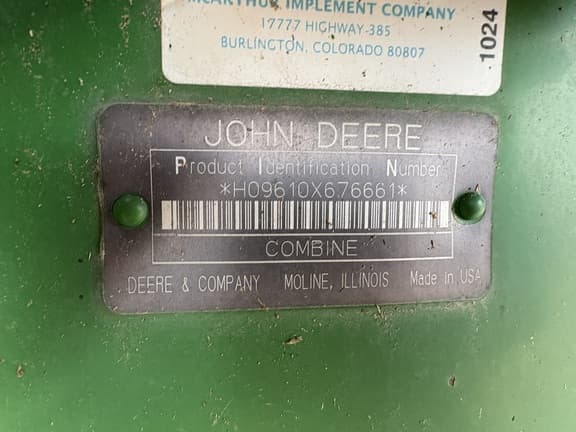 McARTHUR IMPLEMENT COMPANY
17777 HIGHWAY 385
BURLINGTON, COLORADO 80807
1024
JOHN DEERE
Product Identification Number
*H09610X676661*
COMBINE
DEERE & COMPANY MOLINE, ILLINOIS Made in USA